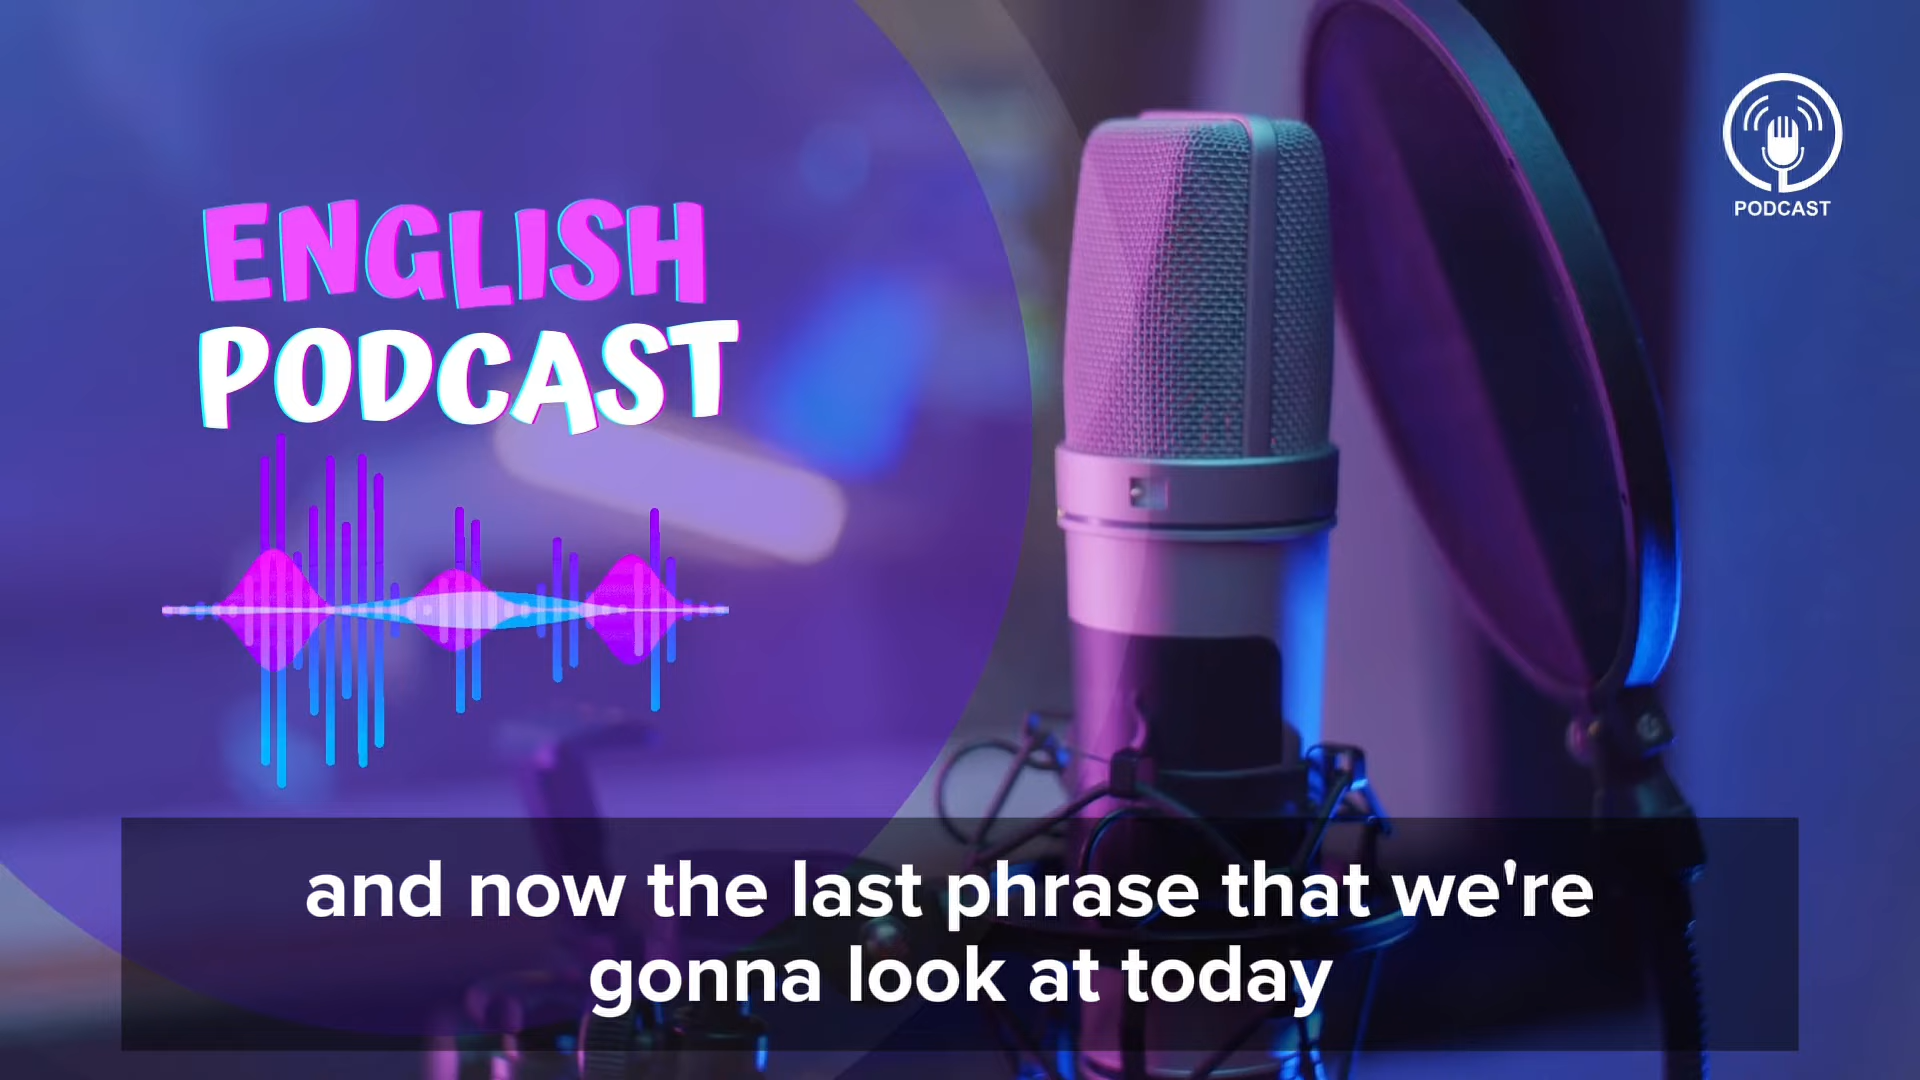 ENGLISH
PODCAST
PODCAST
and now the last phrase that we're
gonna look at today